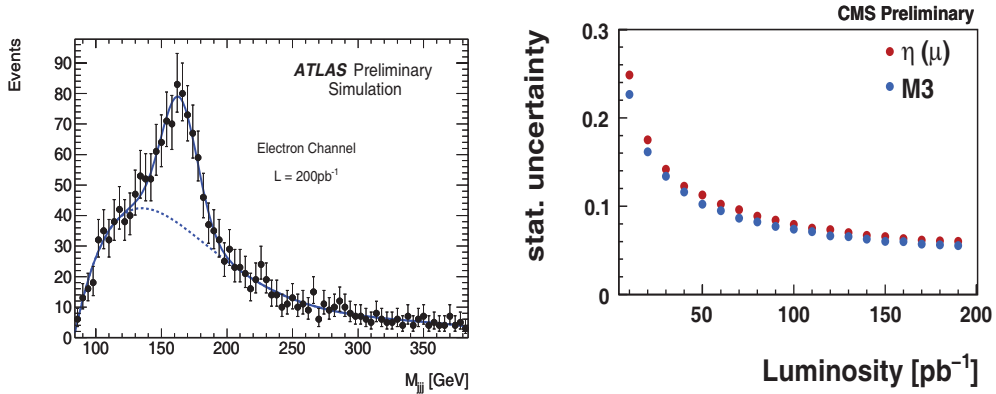 Events
90
80
70
60
50
40
30
20
10
0
ATLAS Preliminary
Simulation
Electron Channel
L = 200pb⁻¹
100 150 200 250 300 350
M_jjj [GeV]
CMS Preliminary
stat. uncertainty
0.3
0.2
0.1
0
η (μ)
M3
50 100 150 200
Luminosity [pb⁻¹]